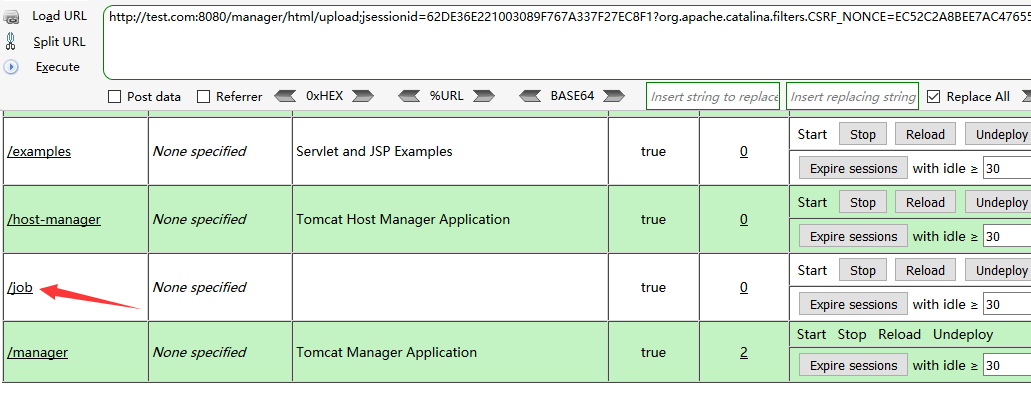 Load URL
http://test.com:8080/manager/html/upload;jsessionid=62DE36E221003089F767A337F27EC8F1?org.apache.catalina.filters.CSRF_NONCE=EC52C2A8BEE7AC47655
Split URL
Execute
Post data Referrer 0xHEX %URL BASE64 Insert string to replace Insert replacing string Replace All
/examples None specified Servlet and JSP Examples true 0 Start Stop Reload Undeploy
Expire sessions with idle ≥ 30
/host-manager None specified Tomcat Host Manager Application true 0 Start Stop Reload Undeploy
Expire sessions with idle ≥ 30
/job None specified true 0 Start Stop Reload Undeploy
Expire sessions with idle ≥ 30
/manager None specified Tomcat Manager Application true 2 Start Stop Reload Undeploy
Expire sessions with idle ≥ 30